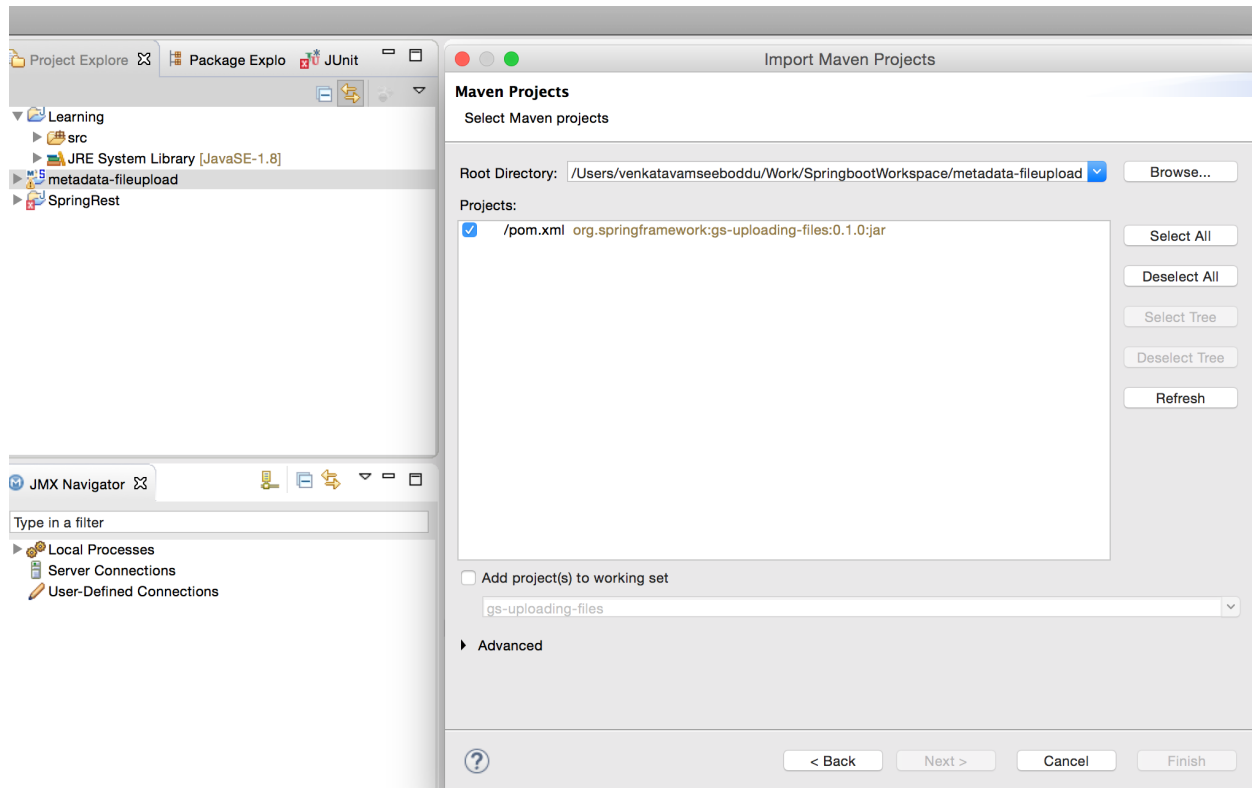 Project Explore Package Explo JUnit
Learning
src
JRE System Library [JavaSE-1.8]
metadata-fileupload
SpringRest
JMX Navigator
Type in a filter
Local Processes
Server Connections
User-Defined Connections
Import Maven Projects
Maven Projects
Select Maven projects
Root Directory: /Users/venkatavamseeboddu/Work/SpringbootWorkspace/metadata-fileupload Browse...
Projects:
/pom.xml org.springframework:gs-uploading-files:0.1.0:jar
Select All
Deselect All
Select Tree
Deselect Tree
Refresh
Add project(s) to working set
gs-uploading-files
Advanced
? < Back Next > Cancel Finish